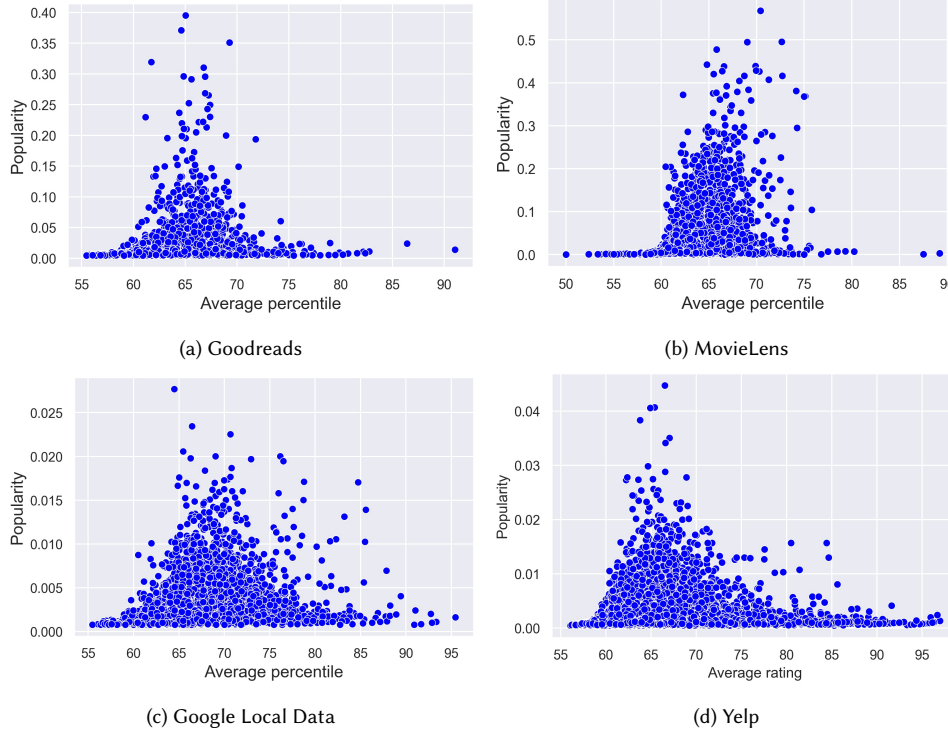 0.40
0.35
0.30
0.25
0.20
0.15
0.10
0.05
0.00
Popularity
55 60 65 70 75 80 85 90
Average percentile
(a) Goodreads
0.5
0.4
0.3
0.2
0.1
0.0
Popularity
50 55 60 65 70 75 80 85 9
Average percentile
(b) MovieLens
0.025
0.020
0.015
0.010
0.005
0.000
Popularity
55 60 65 70 75 80 85 90 95
Average percentile
(c) Google Local Data
0.04
0.03
0.02
0.01
0.00
Popularity
55 60 65 70 75 80 85 90 95
Average rating
(d) Yelp